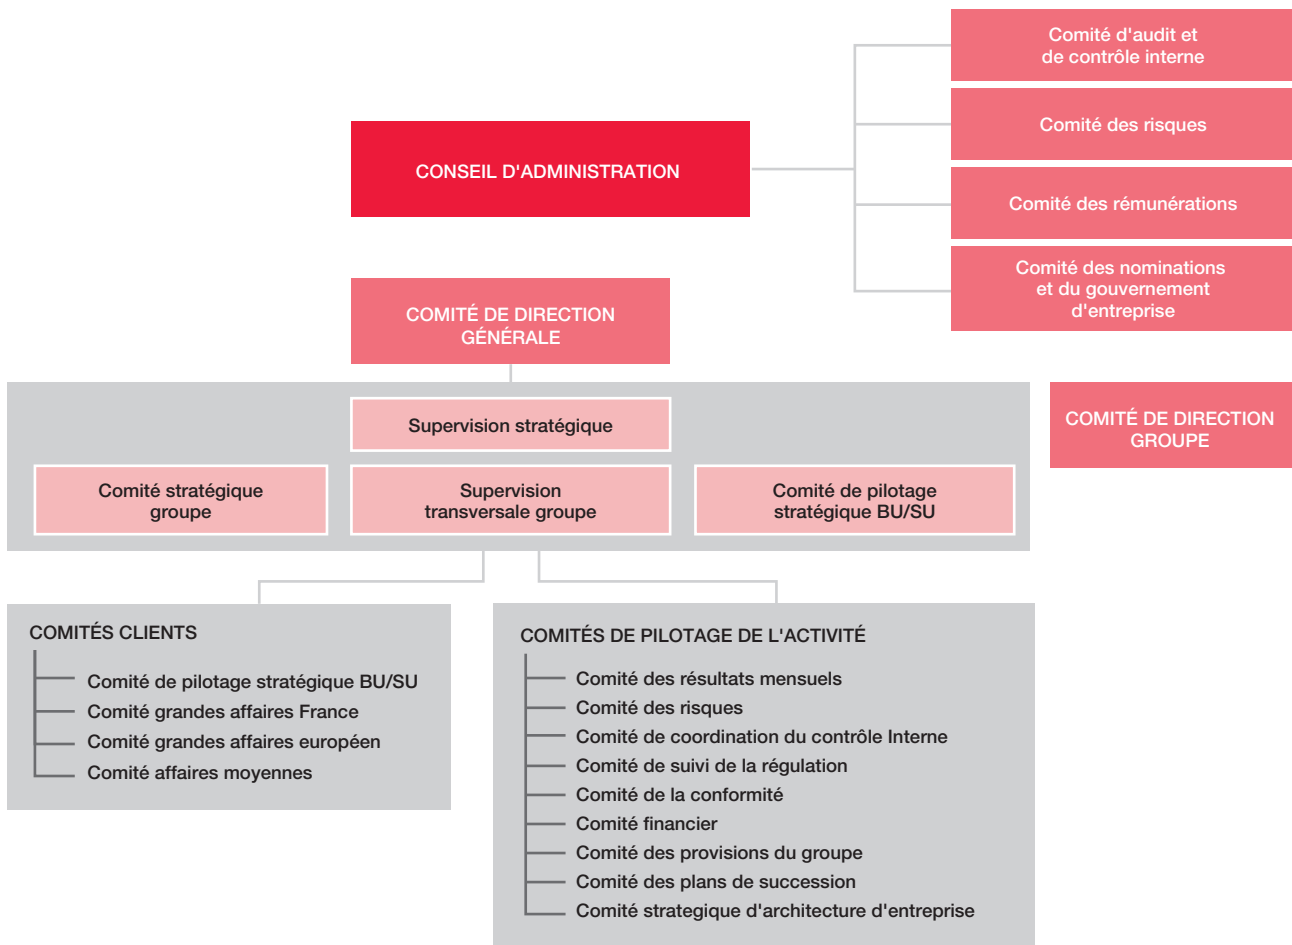 Comité d'audit et
de contrôle interne
Comité des risques
Comité des rémunérations
Comité des nominations
et du gouvernement
d'entreprise
CONSEIL D'ADMINISTRATION
COMITÉ DE DIRECTION
GÉNÉRALE
COMITÉ DE DIRECTION
GROUPE
Supervision stratégique
Comité stratégique
groupe
Supervision
transversale groupe
Comité de pilotage
stratégique BU/SU
COMITÉS CLIENTS
Comité de pilotage stratégique BU/SU
Comité grandes affaires France
Comité grandes affaires européen
Comité affaires moyennes
COMITÉS DE PILOTAGE DE L'ACTIVITÉ
Comité des résultats mensuels
Comité des risques
Comité de coordination du contrôle Interne
Comité de suivi de la régulation
Comité de la conformité
Comité financier
Comité des provisions du groupe
Comité des plans de succession
Comité strategique d'architecture d'entreprise